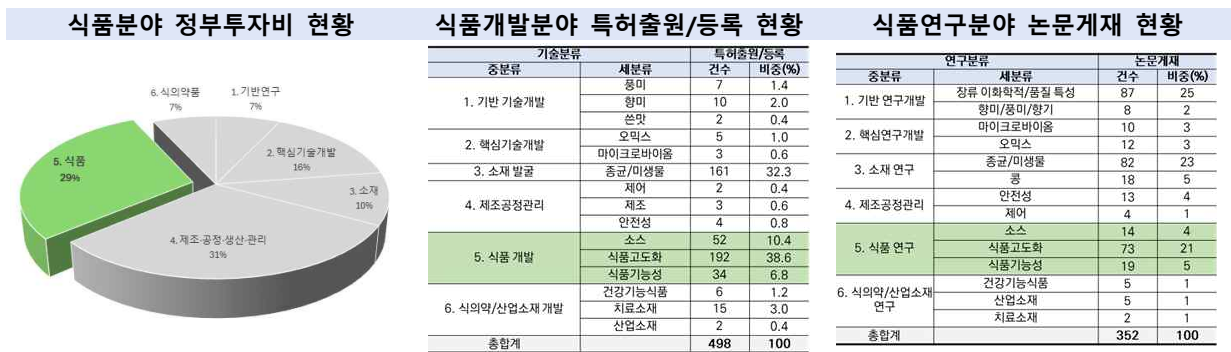 식품분야 정부투자비 현황
6. 식의약품
7%
1. 기반연구
7%
2. 핵심기술개발
16%
3. 소재
10%
4. 제조·공정·생산·관리
31%
5. 식품
29%
식품개발분야 특허출원/등록 현황
기술분류 특허출원/등록
중분류 세분류 건수 비중(%)
1. 기반 기술개발 풍미 7 1.4
향미 10 2.0
쓴맛 2 0.4
2. 핵심기술개발 오믹스 5 1.0
마이크로바이옴 3 0.6
3. 소재 발굴 종균/미생물 161 32.3
4. 제조공정관리 제어 2 0.4
제조 3 0.6
안전성 4 0.8
5. 식품 개발 소스 52 10.4
식품고도화 192 38.6
식품기능성 34 6.8
6. 식의약/산업소재 개발 건강기능식품 6 1.2
치료소재 15 3.0
산업소재 2 0.4
총합계 498 100
식품연구분야 논문게재 현황
연구분류 논문게재
중분류 세분류 건수 비중(%)
1. 기반 연구개발 장류 이화학적/품질 특성 87 25
향미/풍미/향기 8 2
2. 핵심연구개발 마이크로바이옴 10 3
오믹스 12 3
3. 소재 연구 종균/미생물 82 23
콩 18 5
4. 제조공정관리 안전성 13 4
제어 4 1
5. 식품 연구 소스 14 4
식품고도화 73 21
식품기능성 19 5
6. 식의약/산업소재 연구 건강기능식품 5 1
산업소재 5 1
치료소재 2 1
총합계 352 100